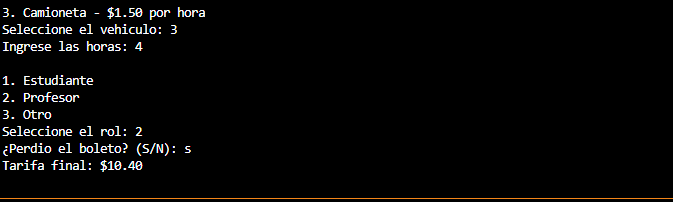 3. Camioneta - $1.50 por hora
Seleccione el vehiculo: 3
Ingrese las horas: 4
1. Estudiante
2. Profesor
3. Otro
Seleccione el rol: 2
¿Perdio el boleto? (S/N): s
Tarifa final: $10.40